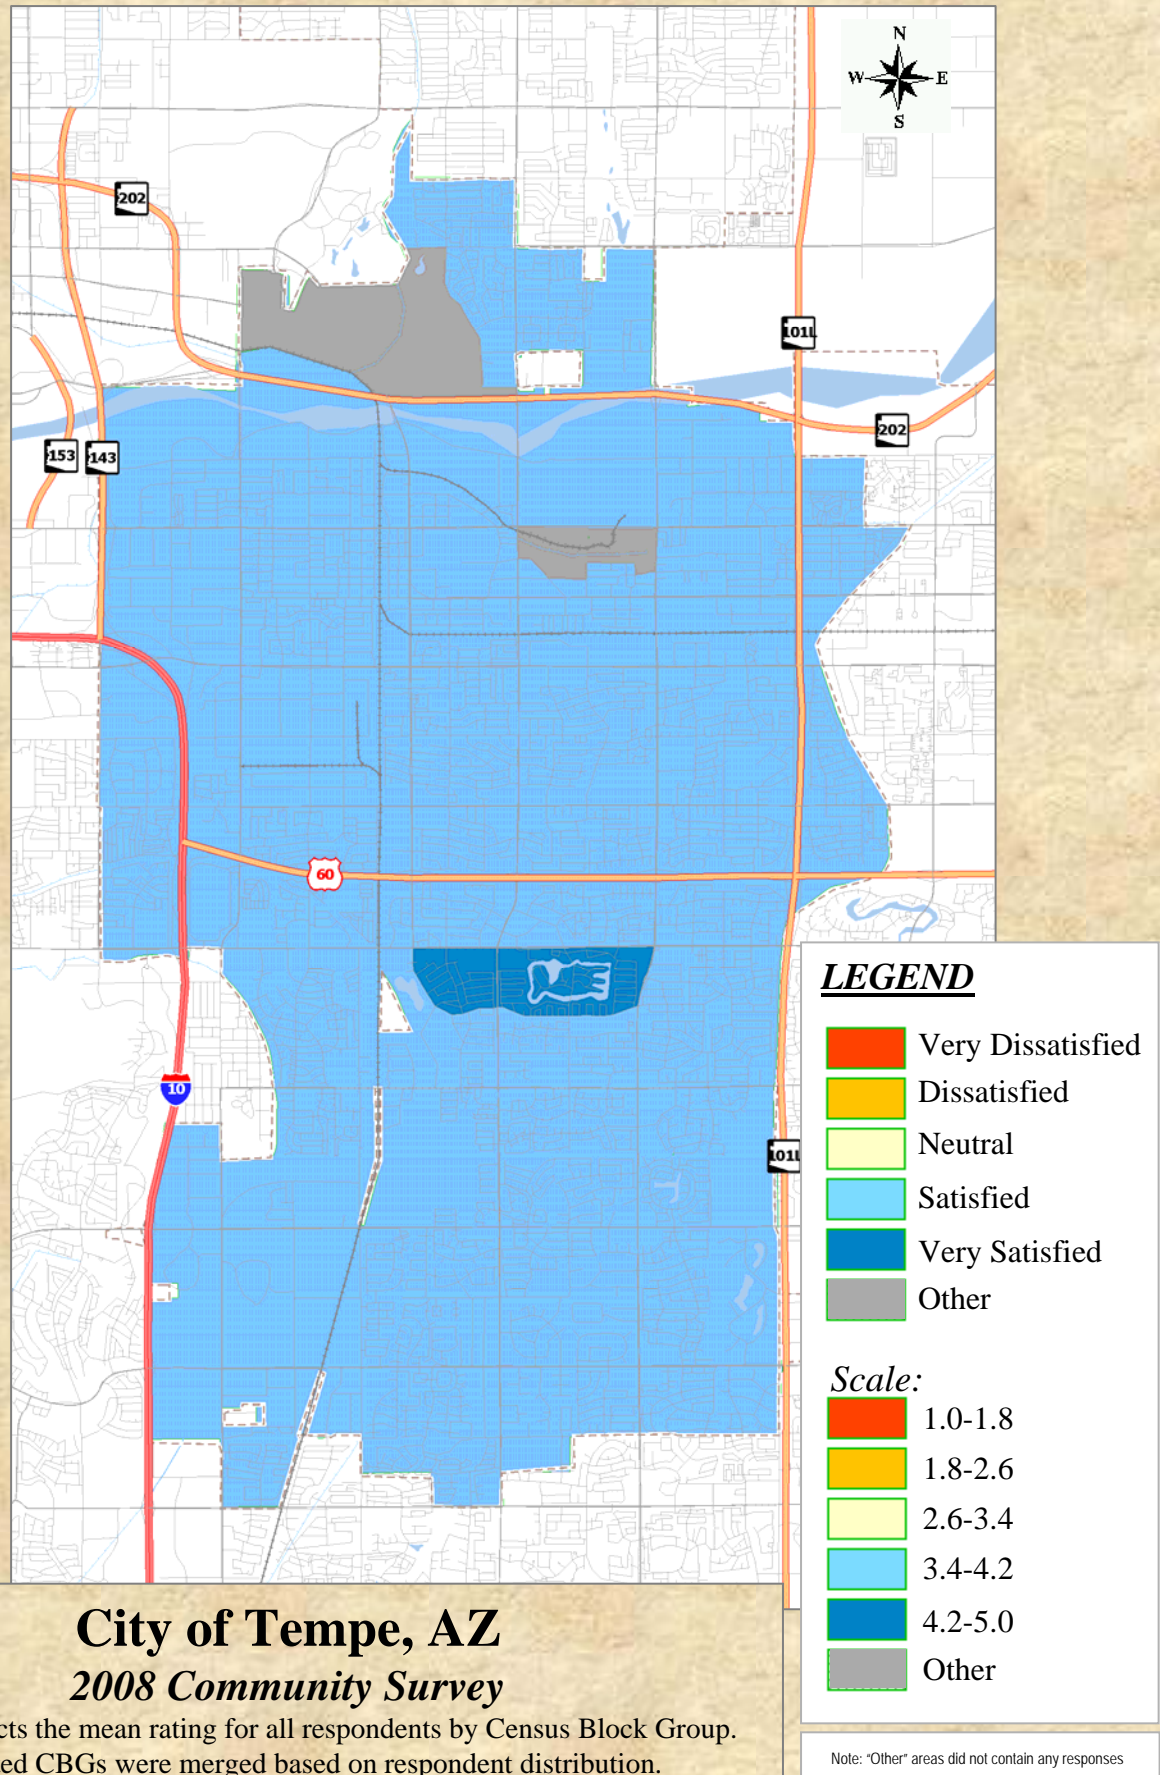 N
W E
S
202
101L
202
153
143
60
10
101L
LEGEND
Very Dissatisfied
Dissatisfied
Neutral
Satisfied
Very Satisfied
Other
Scale:
1.0-1.8
1.8-2.6
2.6-3.4
3.4-4.2
4.2-5.0
Other
City of Tempe, AZ
2008 Community Survey
cts the mean rating for all respondents by Census Block Group.
ed CBGs were merged based on respondent distribution.
Note: "Other" areas did not contain any responses